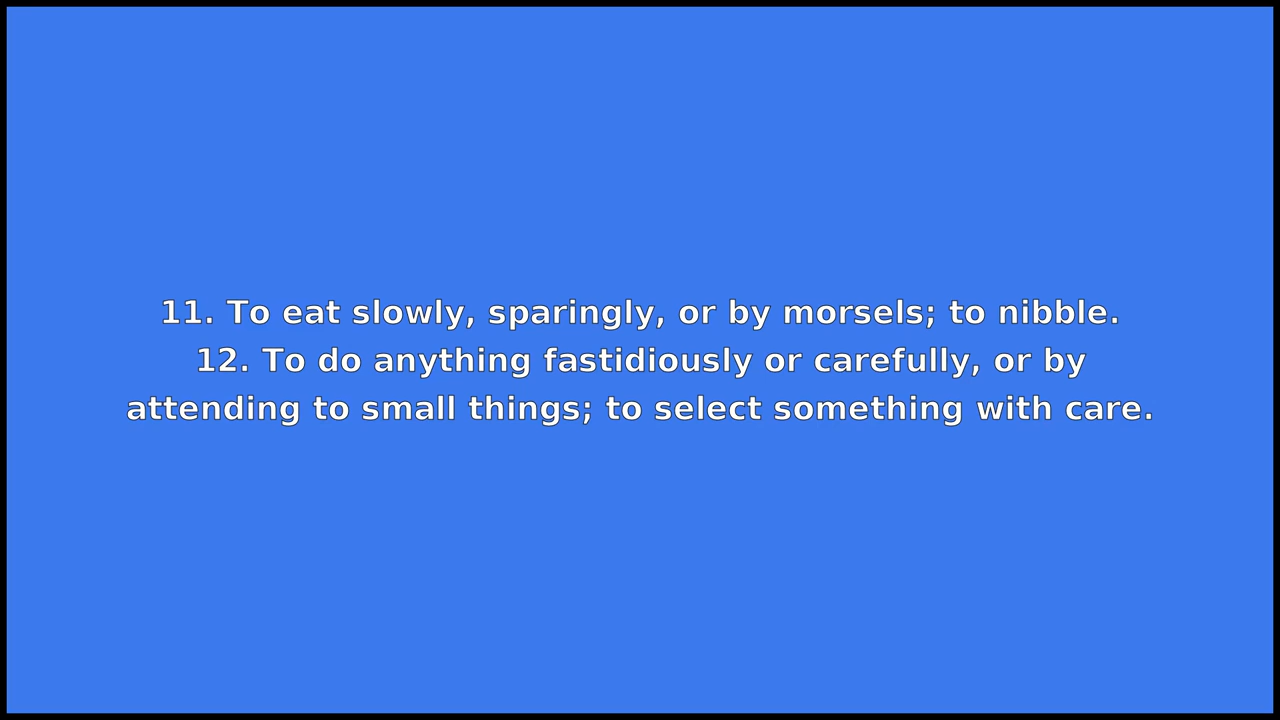 11. To eat slowly, sparingly, or by morsels; to nibble.
12. To do anything fastidiously or carefully, or by
attending to small things; to select something with care.